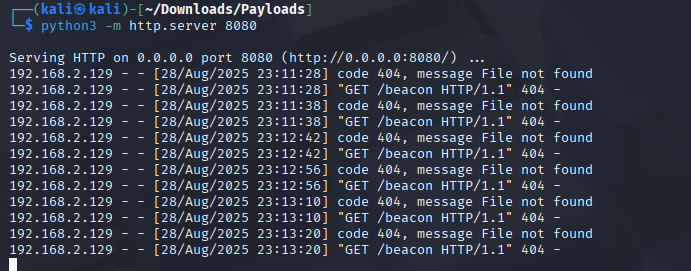 ┌──(kali㉿kali)-[~/Downloads/Payloads]
└─$ python3 -m http.server 8080
Serving HTTP on 0.0.0.0 port 8080 (http://0.0.0.0:8080/) ...
192.168.2.129 - - [28/Aug/2025 23:11:28] code 404, message File not found
192.168.2.129 - - [28/Aug/2025 23:11:28] "GET /beacon HTTP/1.1" 404 -
192.168.2.129 - - [28/Aug/2025 23:11:38] code 404, message File not found
192.168.2.129 - - [28/Aug/2025 23:11:38] "GET /beacon HTTP/1.1" 404 -
192.168.2.129 - - [28/Aug/2025 23:12:42] code 404, message File not found
192.168.2.129 - - [28/Aug/2025 23:12:42] "GET /beacon HTTP/1.1" 404 -
192.168.2.129 - - [28/Aug/2025 23:12:56] code 404, message File not found
192.168.2.129 - - [28/Aug/2025 23:12:56] "GET /beacon HTTP/1.1" 404 -
192.168.2.129 - - [28/Aug/2025 23:13:10] code 404, message File not found
192.168.2.129 - - [28/Aug/2025 23:13:10] "GET /beacon HTTP/1.1" 404 -
192.168.2.129 - - [28/Aug/2025 23:13:20] code 404, message File not found
192.168.2.129 - - [28/Aug/2025 23:13:20] "GET /beacon HTTP/1.1" 404 -